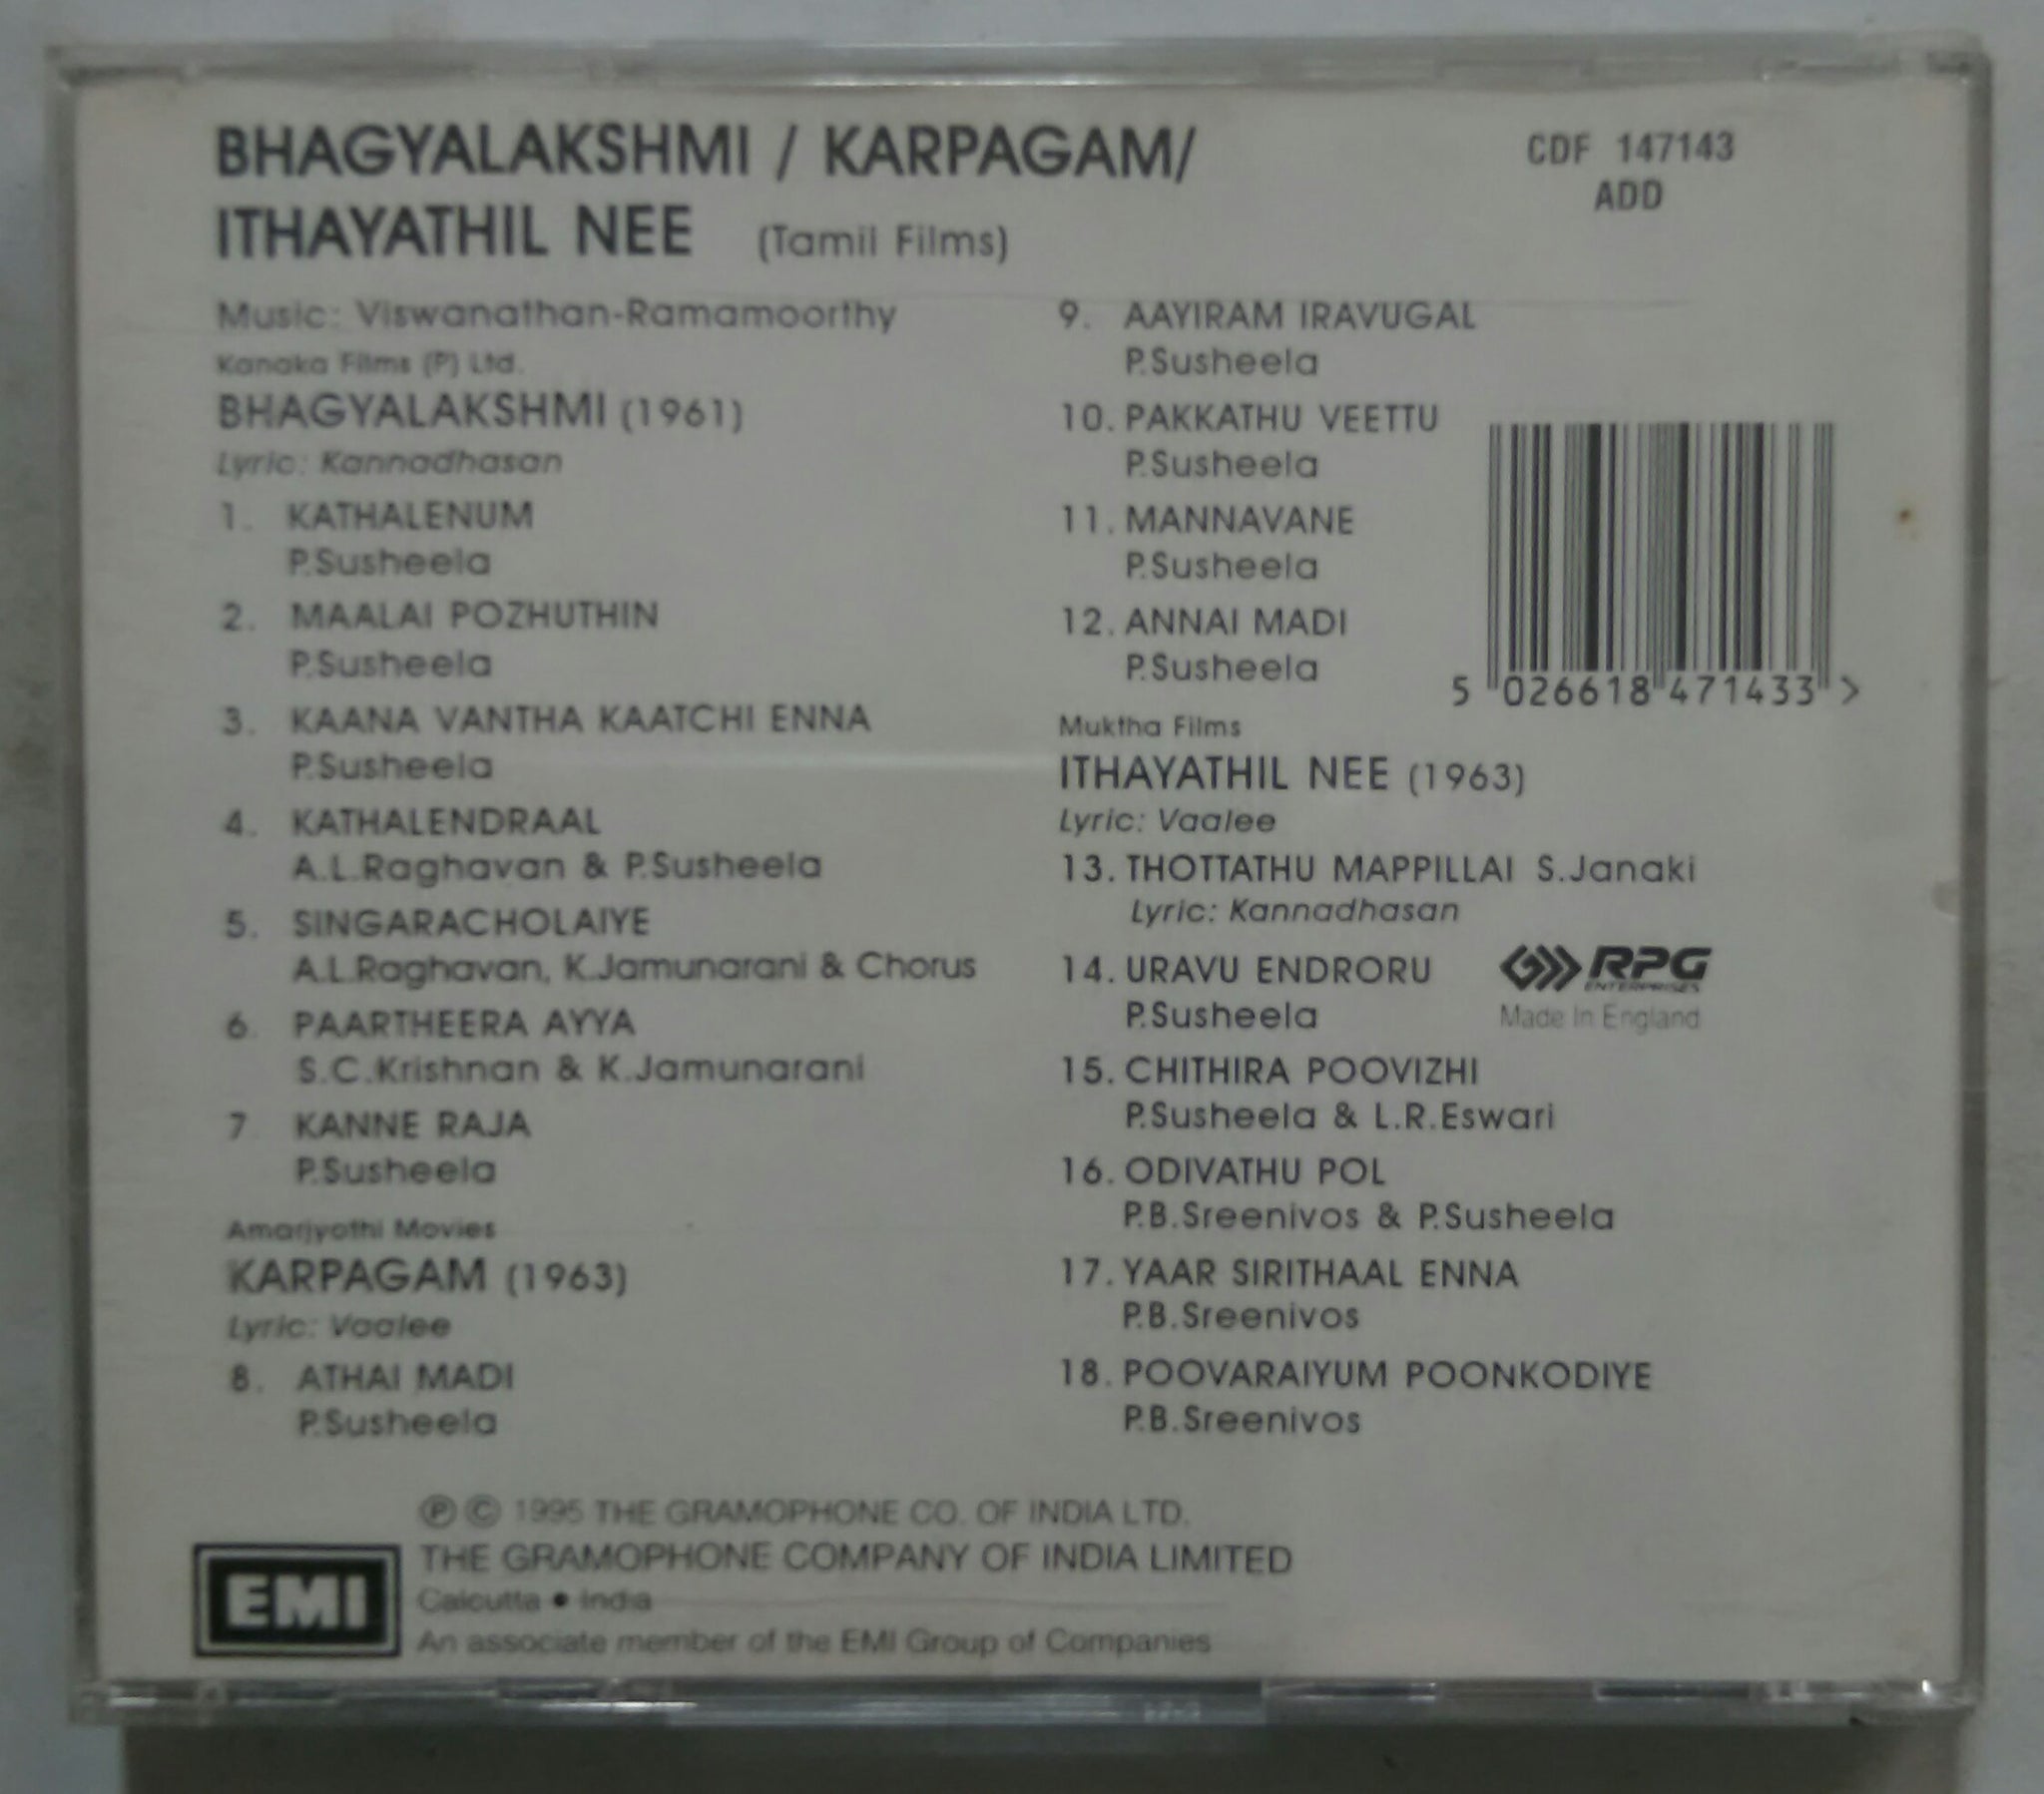 BHAGYALAKSHMI / KARPAGAM/
ITHAYATHIL NEE (Tamil Films)
CDF 147143
ADD
Music: Viswanathan-Ramamoorthy
Kanaka Films (P) Ltd.
BHAGYALAKSHMI (1961)
Lyric: Kannadhasan
1. KATHALENUM
P.Susheela
2. MAALAI POZHUTHIN
P.Susheela
3. KAANA VANTHA KAATCHI ENNA
P.Susheela
4. KATHALENDRAAL
A.L.Raghavan & P.Susheela
5. SINGARACHOLAIYE
A.L.Raghavan, K.Jamunarani & Chorus
6. PAARTHEERA AYYA
S.C.Krishnan & K.Jamunarani
7 KANNE RAJA
P.Susheela
Amarjyothi Movies
KARPAGAM (1963)
Lyric: Vaalee
8. ATHAI MADI
P.Susheela
9. AAYIRAM IRAVUGAL
P.Susheela
10. PAKKATHU VEETTU
P.Susheela
11. MANNAVANE
P.Susheela
12. ANNAI MADI
P.Susheela
5 026618 471433 >
Muktha Films
ITHAYATHIL NEE (1963)
Lyric: Vaalee
13. THOTTATHU MAPPILLAI S.Janaki
Lyric: Kannadhasan
14. URAVU ENDRORU
P.Susheela
RPG
ENTERPRISES
Made In England
15. CHITHIRA POOVIZHI
P.Susheela & L.R.Eswari
16. ODIVATHU POL
P.B.Sreenivos & P.Susheela
17. YAAR SIRITHAAL ENNA
P.B.Sreenivos
18. POOVARAIYUM POONKODIYE
P.B.Sreenivos
℗ © 1995 THE GRAMOPHONE CO. OF INDIA LTD.
THE GRAMOPHONE COMPANY OF INDIA LIMITED
Calcutta • India
An associate member of the EMI Group of Companies
EMI